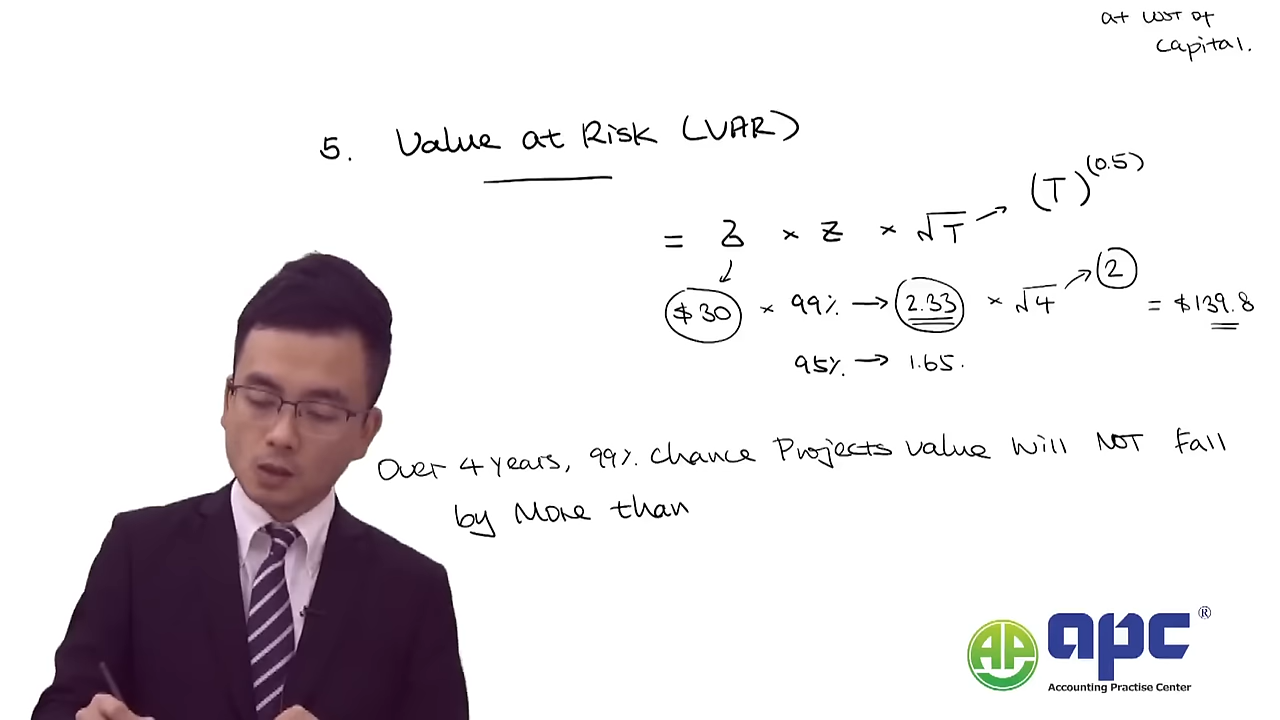 at cost of
capital.
5. Value at Risk (VAR)
= Z × Z × √T → (T)^(0.5)
$30 × 99% → 2.33 × √4 → 2 = $139.8
95% → 1.65.
Over 4 years, 99% chance Projects value will NOT fall
by More than
apc ®
Accounting Practise Center